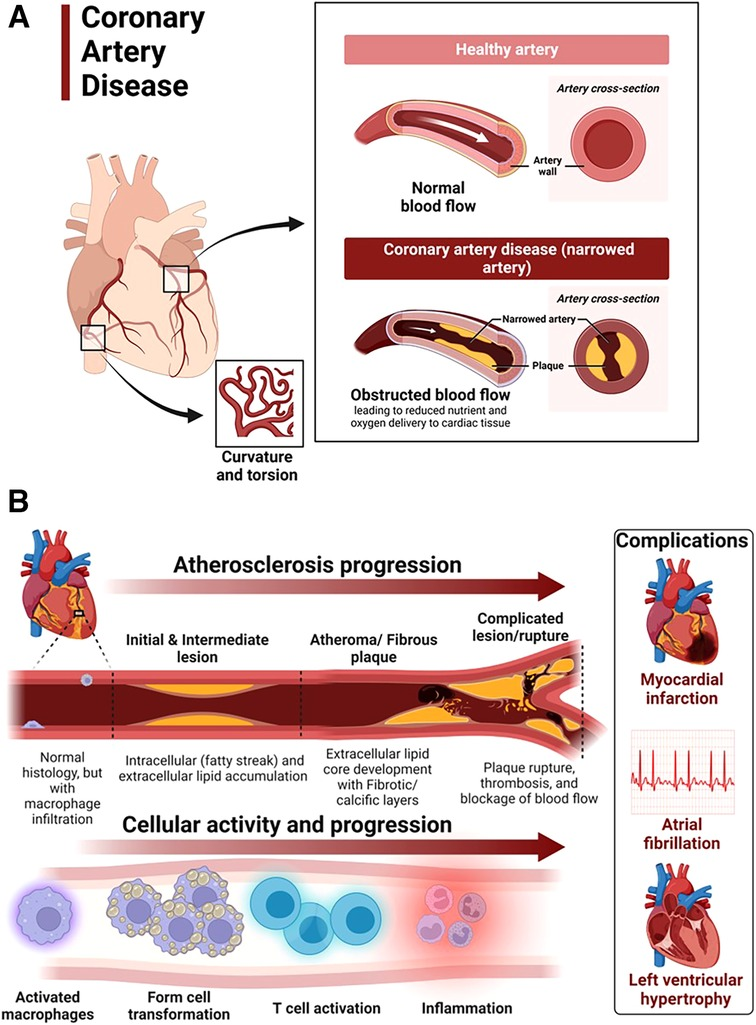 A
Coronary
Artery
Disease
Healthy artery
Artery cross-section
Artery
wall
Normal
blood flow
Coronary artery disease (narrowed
artery)
Artery cross-section
Narrowed artery
Plaque
Obstructed blood flow
leading to reduced nutrient and
oxygen delivery to cardiac tissue
Curvature
and torsion
B
Atherosclerosis progression
Initial & Intermediate
lesion
Atheroma/ Fibrous
plaque
Complicated
lesion/rupture
Normal
histology, but
with
macrophage
infiltration
Intracellular (fatty streak) and
extracellular lipid accumulation
Extracellular lipid
core development
with Fibrotic/
calcific layers
Plaque rupture,
thrombosis, and
blockage of blood flow
Cellular activity and progression
Activated
macrophages
Form cell
transformation
T cell activation
Inflammation
Complications
Myocardial
infarction
Atrial
fibrillation
Left ventricular
hypertrophy